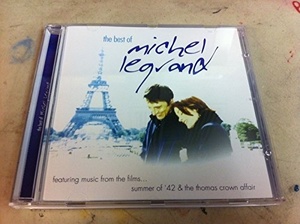 the best of
michel
legrand
featuring music from the films...
summer of '42 & the thomas crown affair